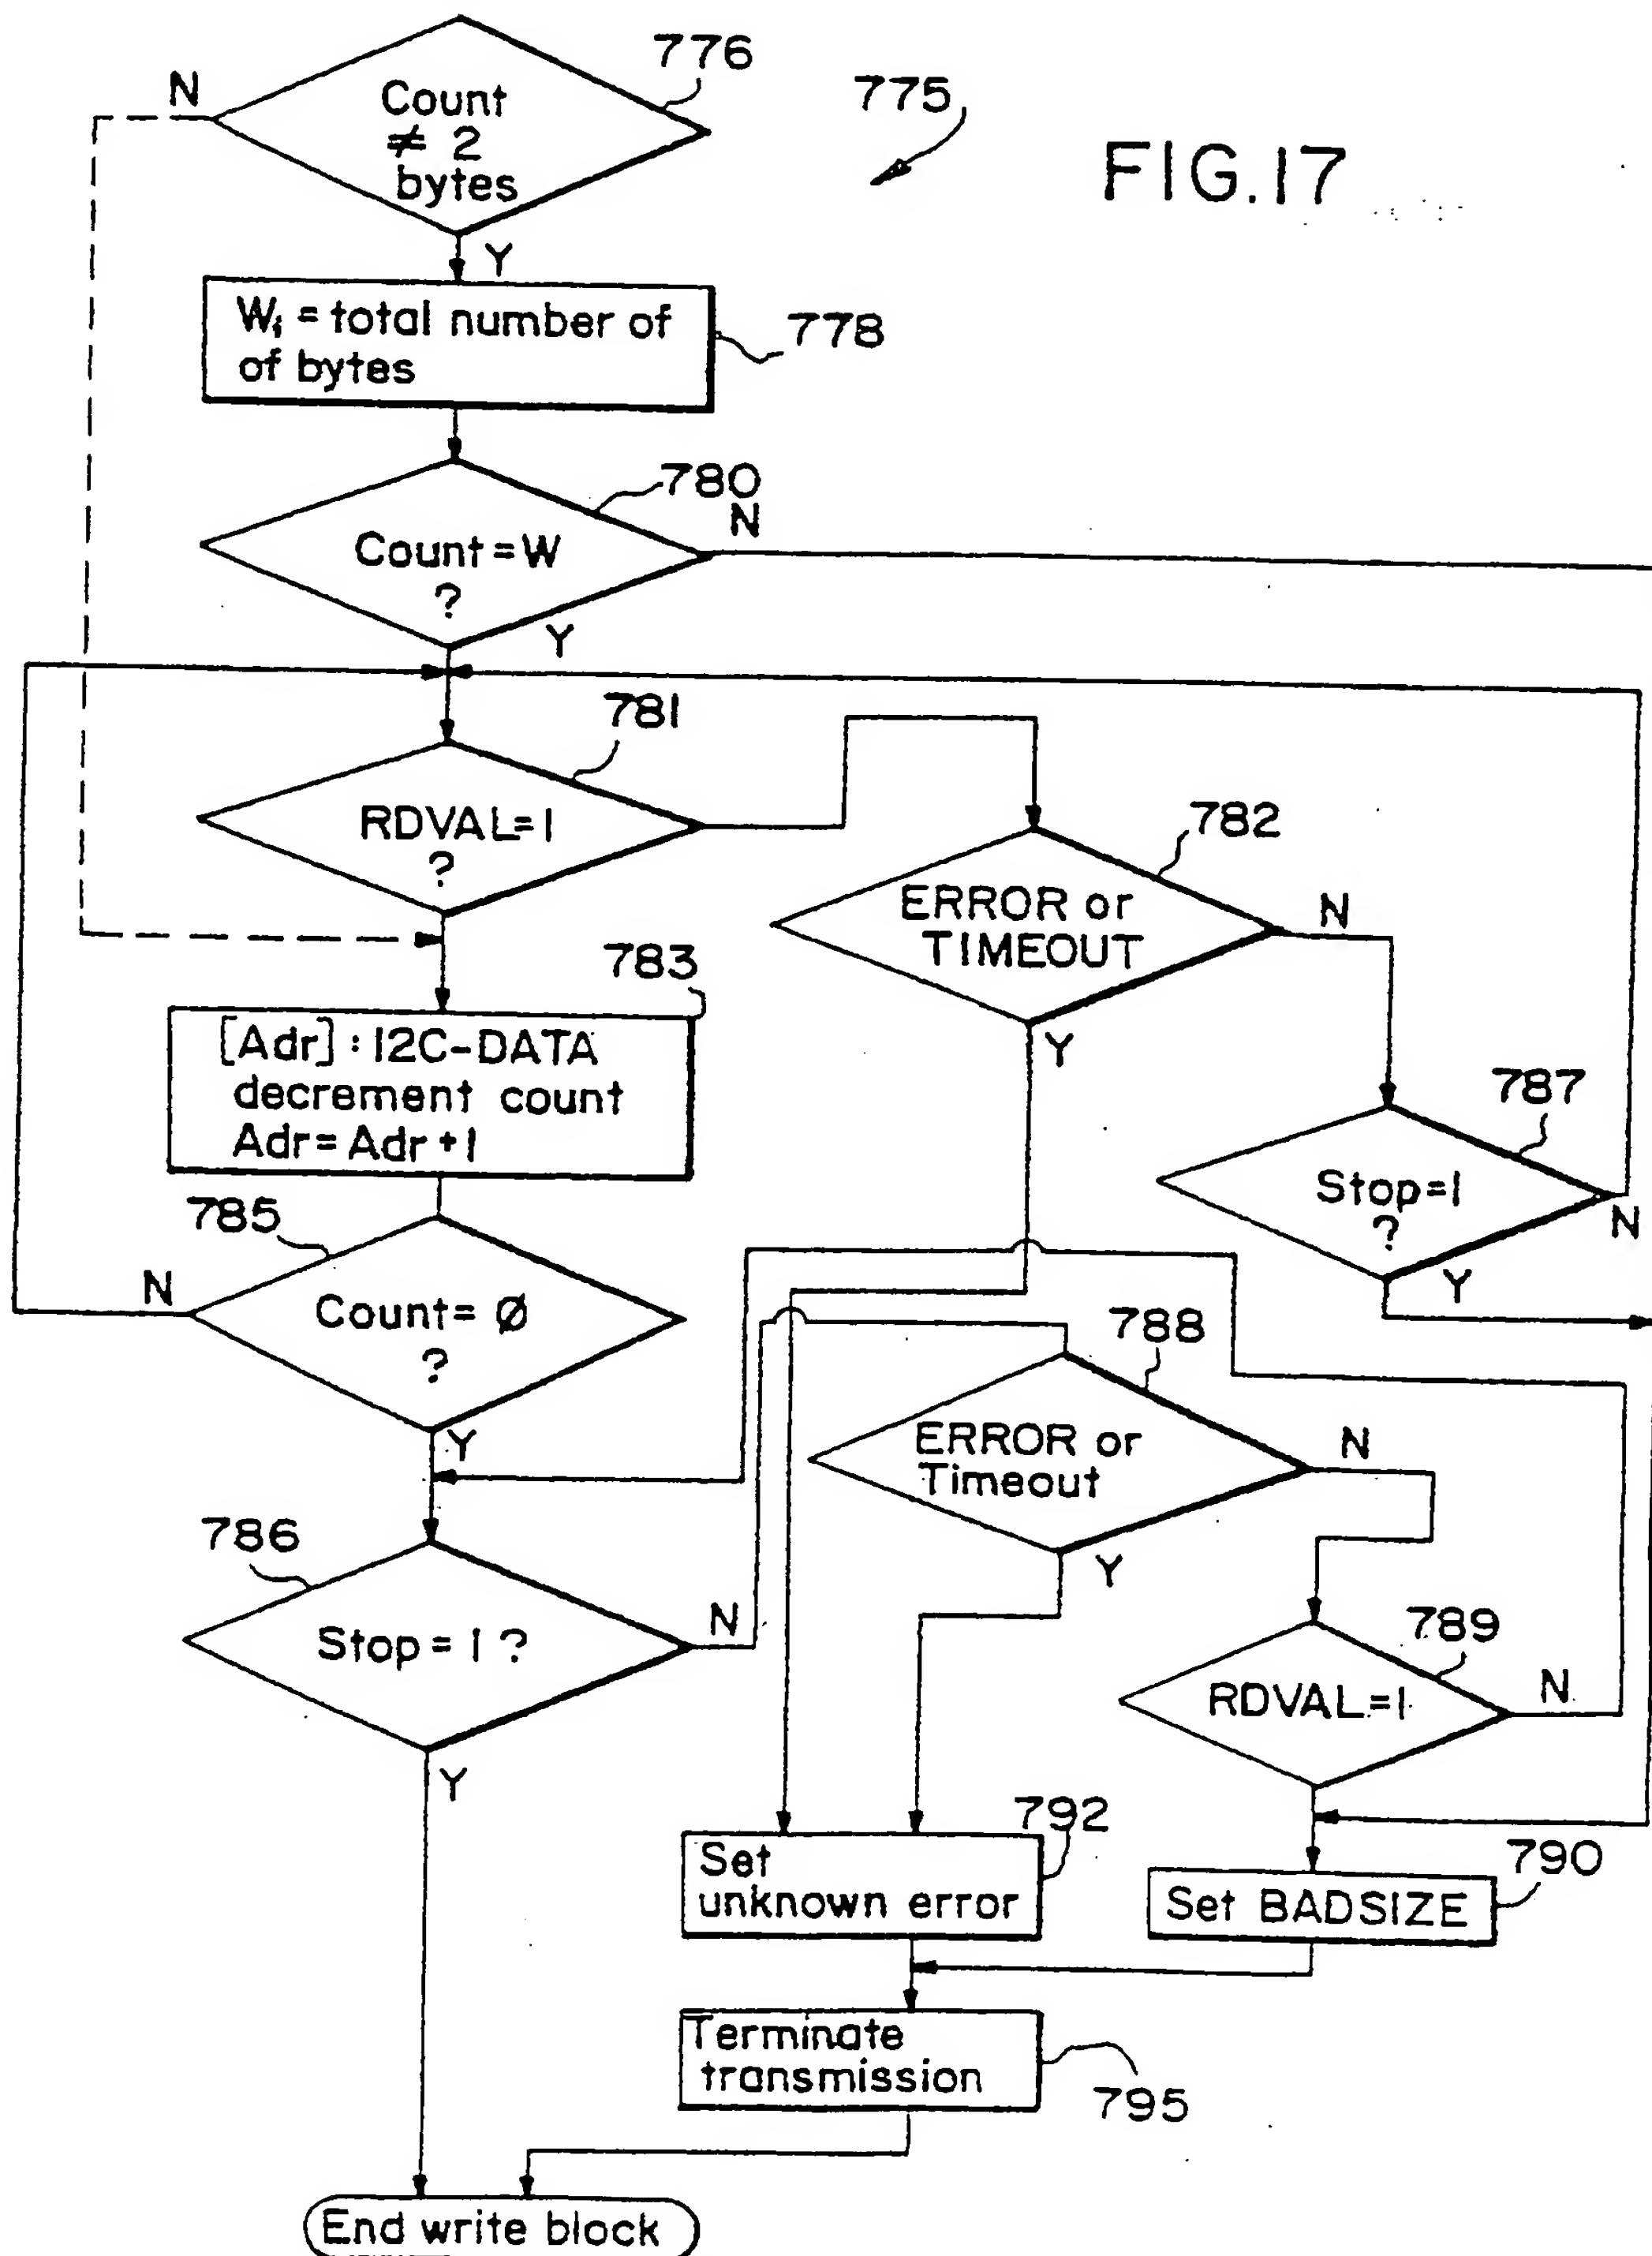 776
N
Count
≠ 2
bytes
775
FIG.17
Y
W₁ = total number of
of bytes
778
780
N
Count=W
?
Y
781
RDVAL=1
?
782
ERROR or
TIMEOUT
N
Y
783
[Adr] : I2C-DATA
decrement count
Adr=Adr+1
787
Stop=1
?
N
Y
785
N
Count= Ø
?
Y
788
ERROR or
Timeout
N
Y
786
Stop = 1 ?
N
Y
789
RDVAL=1
N
792
Set
unknown error
790
Set BADSIZE
Terminate
transmission
795
End write block